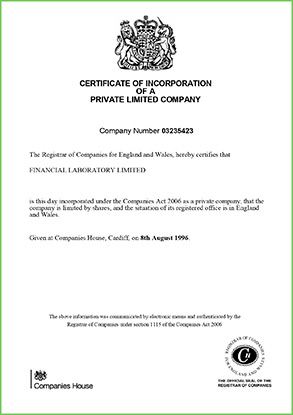 CERTIFICATE OF INCORPORATION
OF A
PRIVATE LIMITED COMPANY
Company Number 03235423
The Registrar of Companies for England and Wales, hereby certifies that
FINANCIAL LABORATORY LIMITED
is this day incorporated under the Companies Act 2006 as a private company, that the
company is limited by shares, and the situation of its registered office is in England
and Wales.
Given at Companies House, Cardiff, on 8th August 1996.
The above information was communicated by electronic means and authenticated by the
Registrar of Companies under section 1115 of the Companies Act 2006
Companies House
REGISTRAR OF COMPANIES
FOR ENGLAND AND WALES
CH
THE OFFICIAL SEAL OF THE
REGISTRAR OF COMPANIES